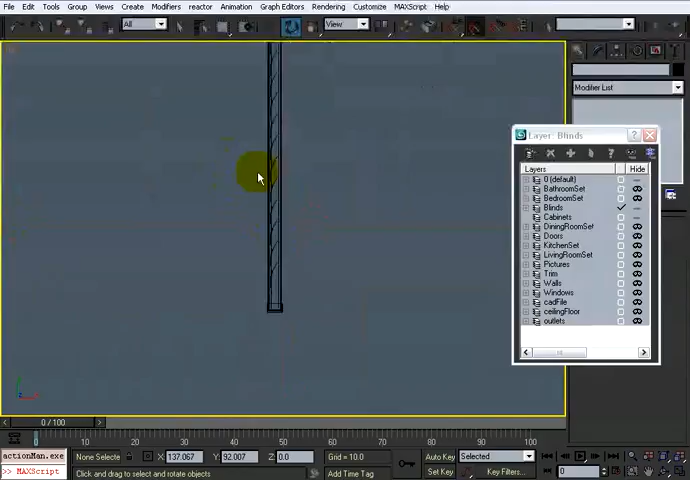 File Edit Tools Group Views Create Modifiers reactor Animation Graph Editors Rendering Customize MAXScript Help
All View
Modifier List
Layer: Blinds
Layers Hide
0 (default)
BathroomSet
BedroomSet
Blinds
Cabinets
DiningRoomSet
Doors
KitchenSet
LivingRoomSet
Pictures
Trim
Walls
Windows
cadFile
ceilingFloor
outlets
0 / 100
0 10 20 30 40 50 60 70 80 90 100
actionMan.exe None Selecte X: 137.067 Y: 92.007 Z: 0.0 Grid = 10.0 Auto Key Selected
>> MAXScript Click and drag to select and rotate objects Add Time Tag Set Key Key Filters... 0